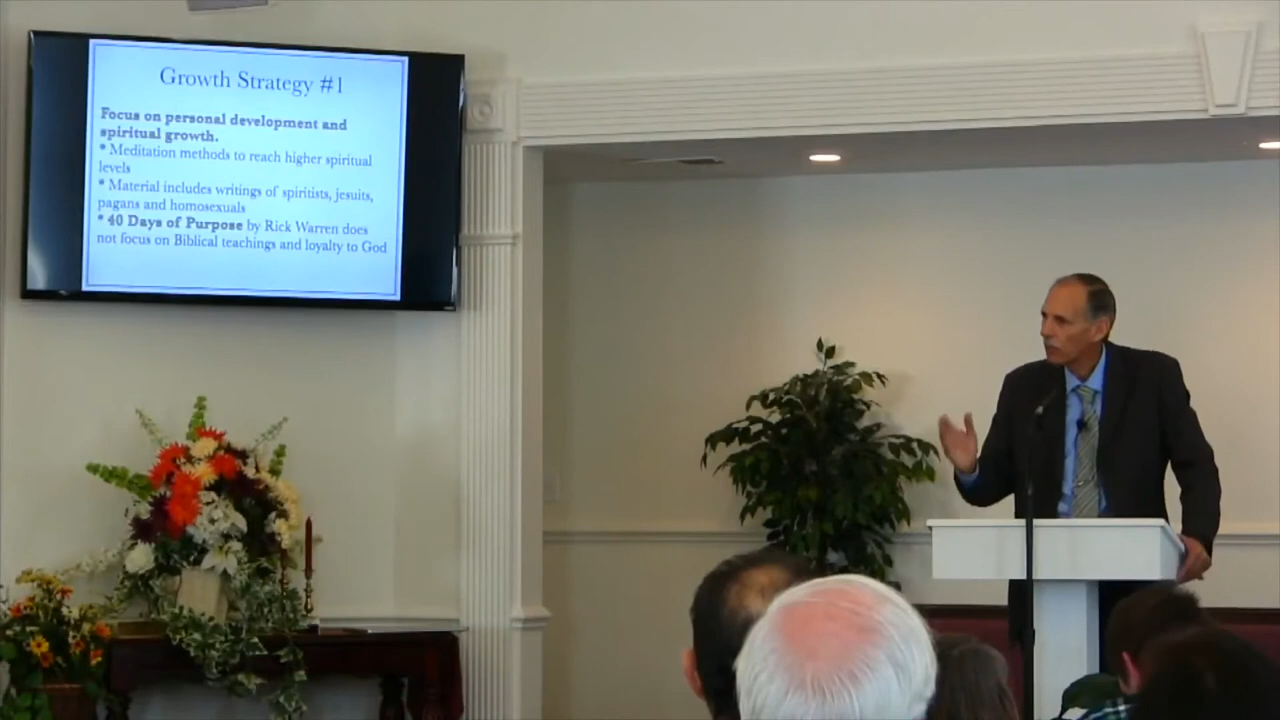 Growth Strategy #1
Focus on personal development and
spiritual growth.
* Meditation methods to reach higher spiritual
levels
* Material includes writings of spiritists, jesuits,
pagans and homosexuals
* 40 Days of Purpose by Rick Warren does
not focus on Biblical teachings and loyalty to God